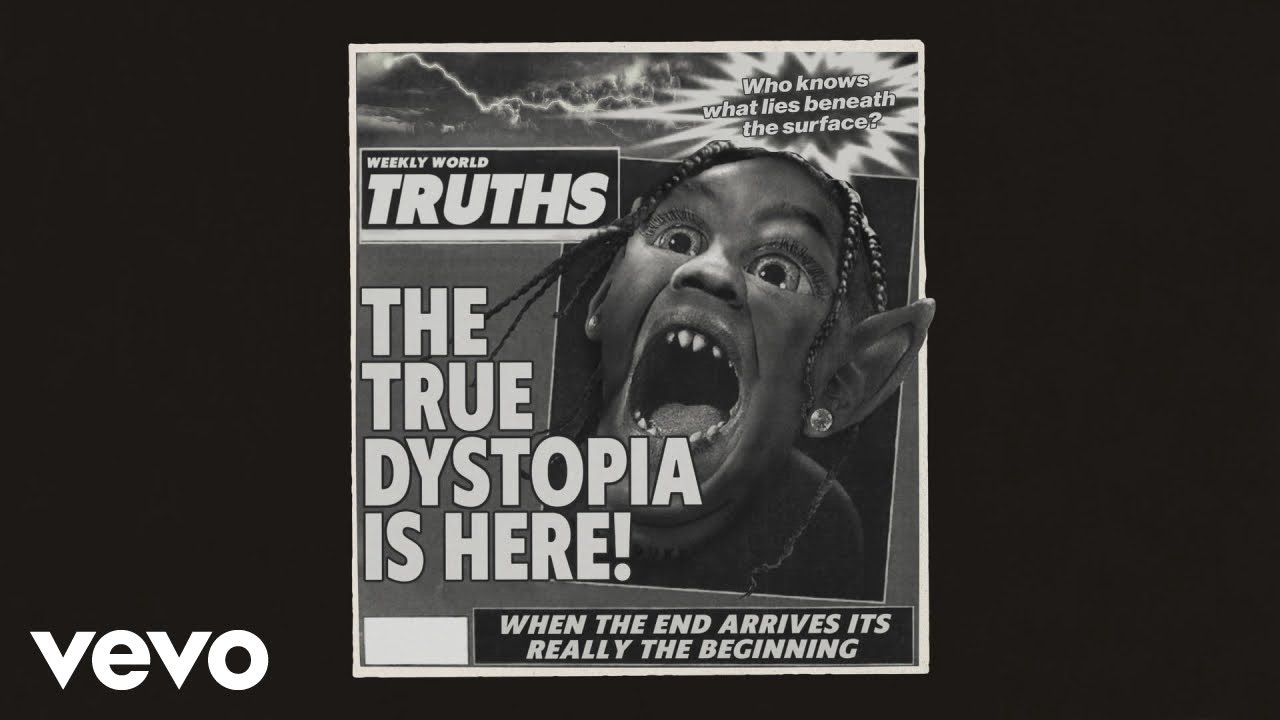 Who knows
what lies beneath
the surface?
WEEKLY WORLD
TRUTHS
THE
TRUE
DYSTOPIA
IS HERE!
WHEN THE END ARRIVES ITS
REALLY THE BEGINNING
vevo